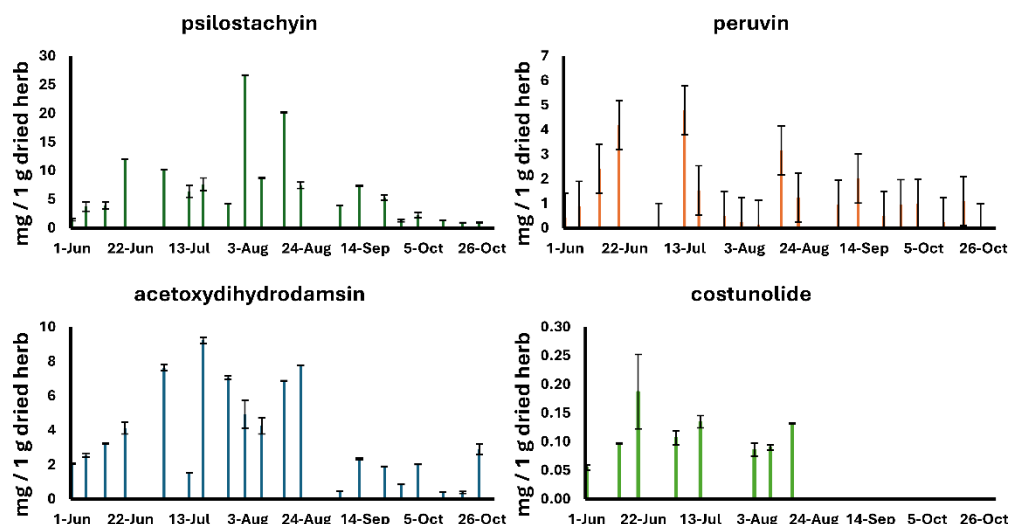 psilostachyin
mg / 1 g dried herb
30
25
20
15
10
5
0
1-Jun 22-Jun 13-Jul 3-Aug 24-Aug 14-Sep 5-Oct 26-Oct
peruvin
mg / 1 g dried herb
7
6
5
4
3
2
1
0
1-Jun 22-Jun 13-Jul 3-Aug 24-Aug 14-Sep 5-Oct 26-Oct
acetoxydihydrodamsin
mg / 1 g dried herb
10
8
6
4
2
0
1-Jun 22-Jun 13-Jul 3-Aug 24-Aug 14-Sep 5-Oct 26-Oct
costunolide
mg / 1 g dried herb
0.30
0.25
0.20
0.15
0.10
0.05
0.00
1-Jun 22-Jun 13-Jul 3-Aug 24-Aug 14-Sep 5-Oct 26-Oct